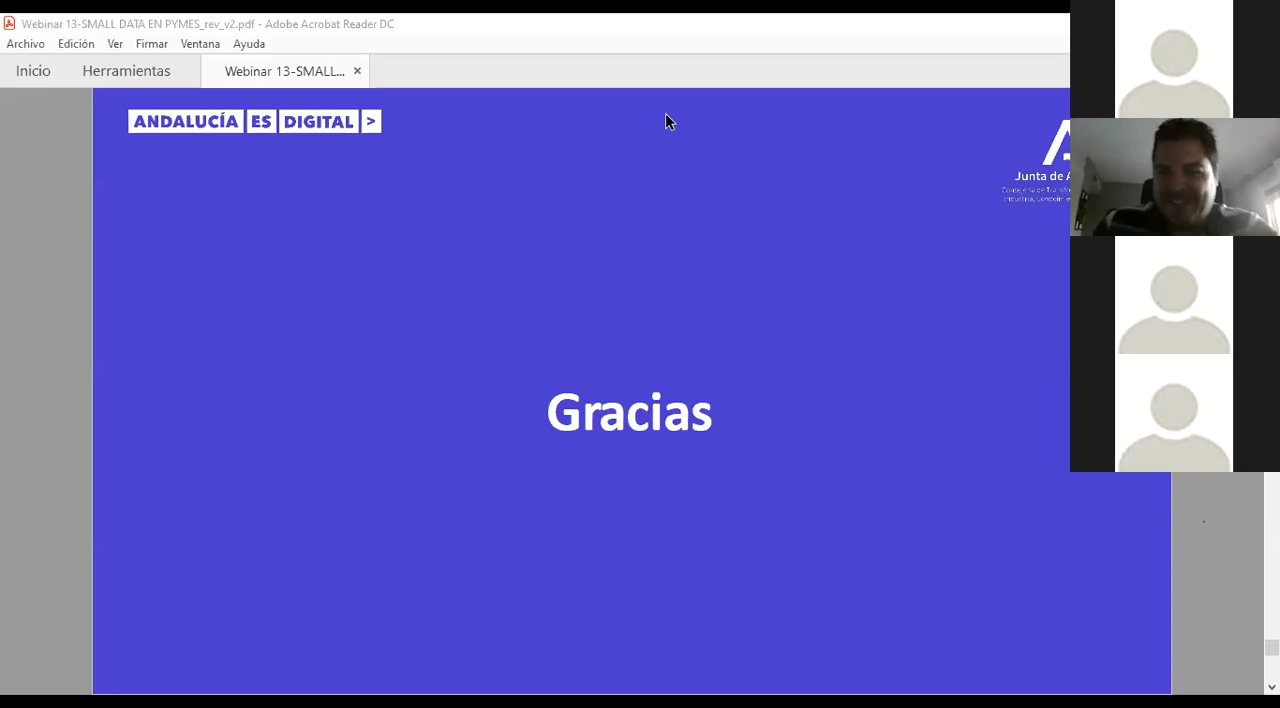 Webinar 13-SMALL DATA EN PYMES_rev_v2.pdf - Adobe Acrobat Reader DC
Archivo Edición Ver Firmar Ventana Ayuda
Inicio Herramientas Webinar 13-SMALL... ×
ANDALUCÍA ES DIGITAL >
Junta de A
Gracias